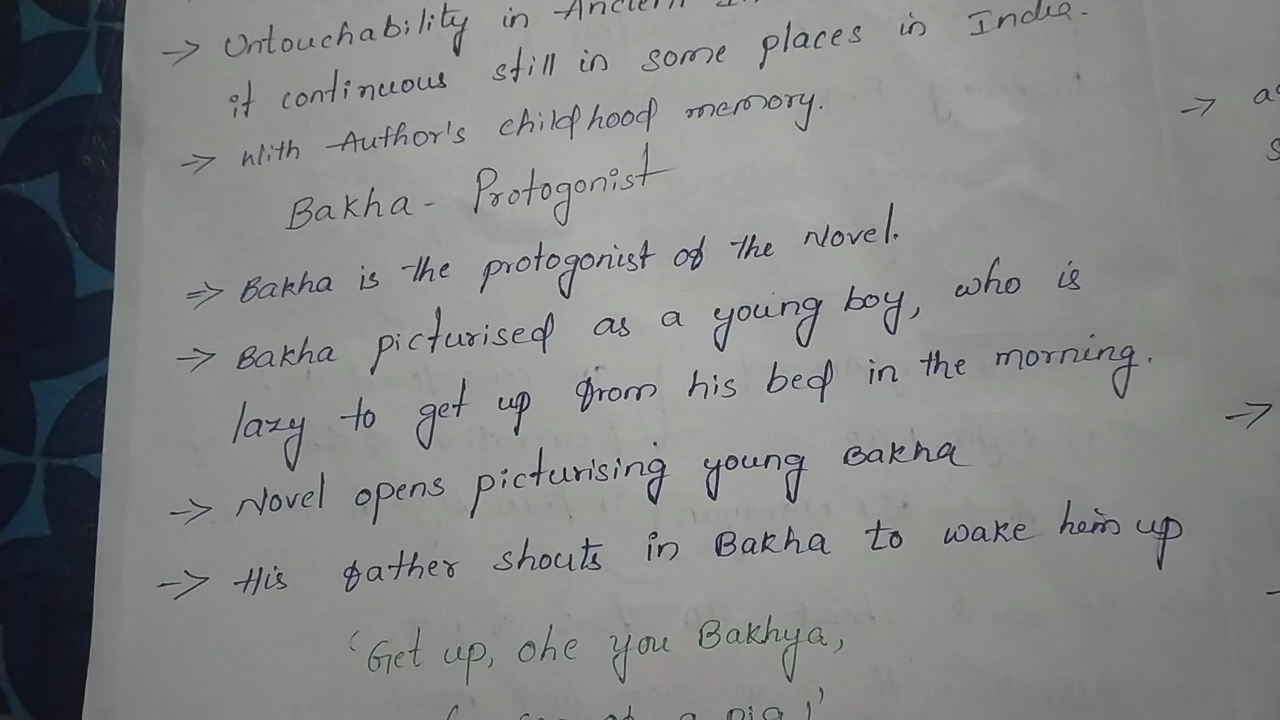 → Untouchability in Ancient
it continuous still in some places in India.
→ with Author's childhood memory.
Bakha - Protogonist
⇒ Bakha is the protogonist of the Novel.
→ Bakha picturised as a young boy, who is
lazy to get up from his bed in the morning.
→ Novel opens picturising young Bakha
→ His father shouts in Bakha to wake him up
'Get up, ohe you Bakhya,
a pig!'